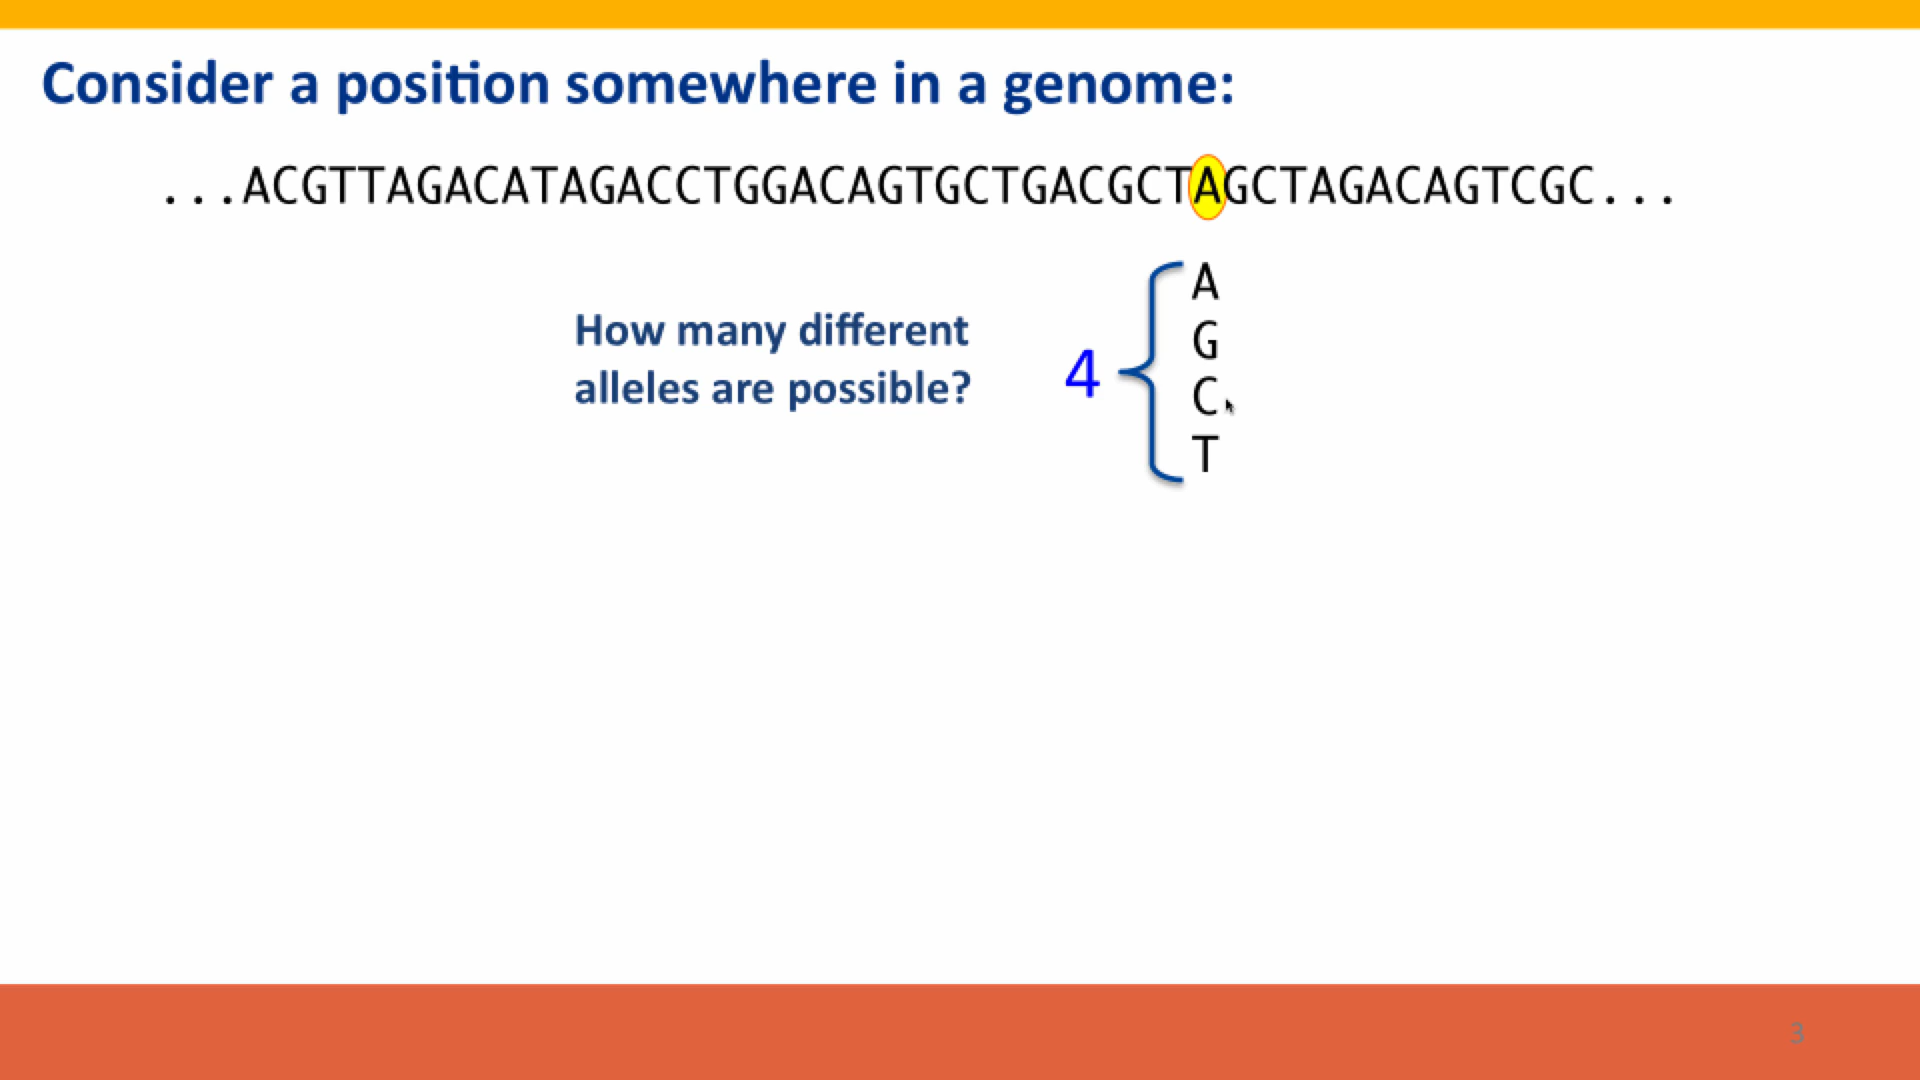 Consider a position somewhere in a genome:
...ACGTTAGACATAGACCTGGACAGTGCTGACGCTAGCTAGACAGTCGC...
How many different
alleles are possible?
4
A
G
C
T
3